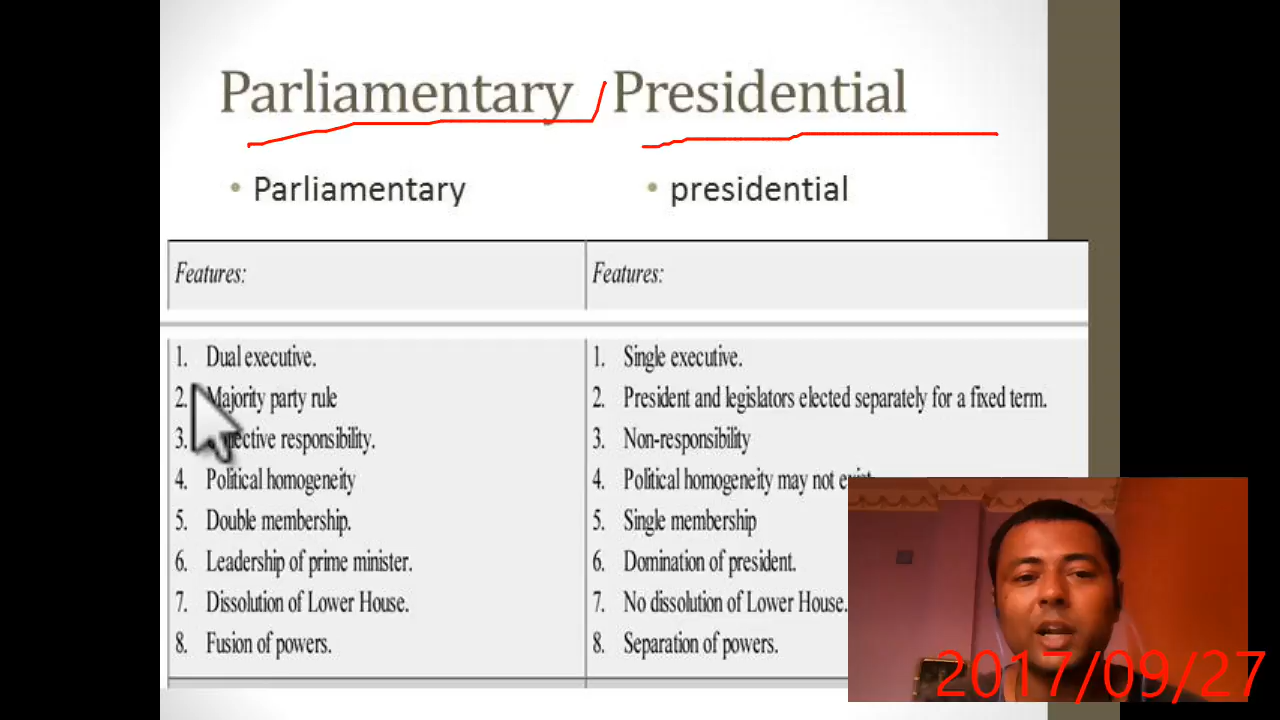 Parliamentary Presidential
• Parliamentary
• presidential
Features:
Features:
1. Dual executive.
2. Majority party rule
3. responsibility.
4. Political homogeneity
5. Double membership.
6. Leadership of prime minister.
7. Dissolution of Lower House.
8. Fusion of powers.
1. Single executive.
2. President and legislators elected separately for a fixed term.
3. Non-responsibility
4. Political homogeneity may not exist
5. Single membership
6. Domination of president.
7. No dissolution of Lower House.
8. Separation of powers.
2017/09/27